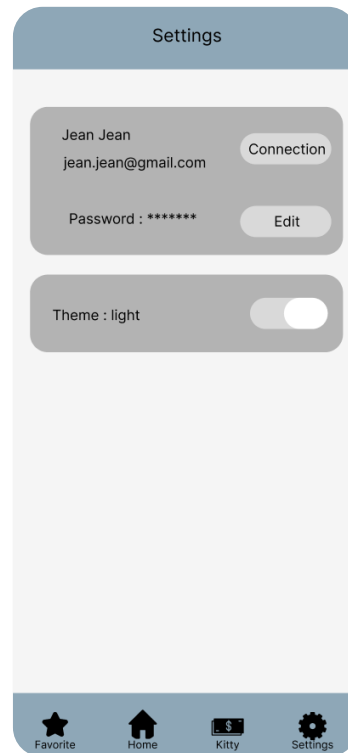 Settings
Jean Jean
jean.jean@gmail.com
Connection
Password : *******
Edit
Theme : light
$
Favorite
Home
Kitty
Settings